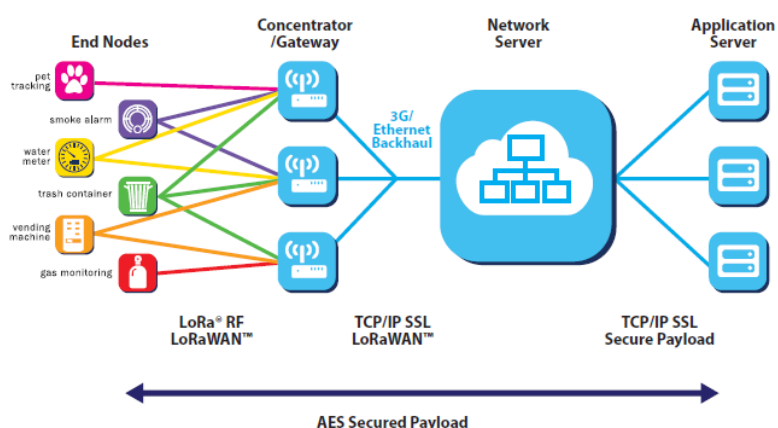 End Nodes
Concentrator
/Gateway
Network
Server
Application
Server
pet
tracking
smoke alarm
water
meter
trash container
vending
machine
gas monitoring
3G/
Ethernet
Backhaul
LoRa® RF
LoRaWAN™
TCP/IP SSL
LoRaWAN™
TCP/IP SSL
Secure Payload
AES Secured Payload